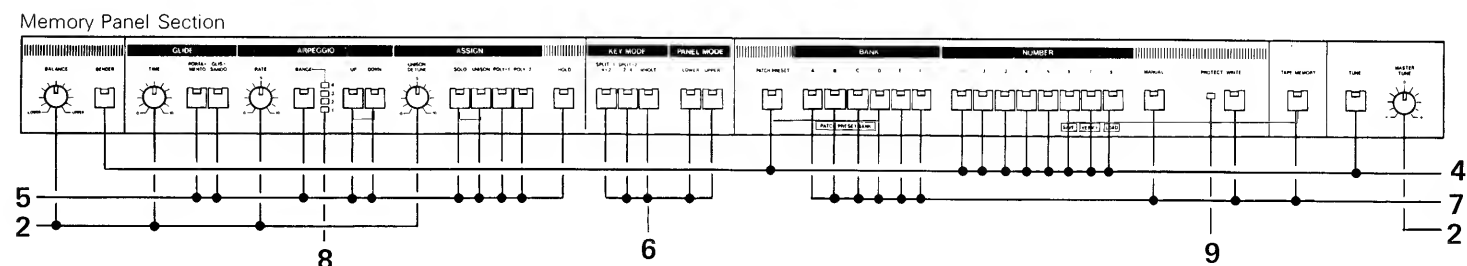 Memory Panel Section
GLIDE ARPEGGIO ASSIGN KEY MODE PANEL MODE BANK NUMBER
BALANCE BENDER TIME PORTA-MENTO GLIS-SANDO RATE RANGE UP DOWN UNISON DETUNE SOLO UNISON POLY-1 POLY-2 HOLD SPLIT-1 SPLIT-2 WHOLE LOWER UPPER PATCH PRESET A B C D E F 2 3 4 5 6 7 8 MANUAL PROTECT WRITE TAPE MEMORY TUNE MASTER TUNE
LOWER UPPER
PATCH PRESET BANK SAVE VERIFY LOAD
5 4
2 7
8 6 9 2